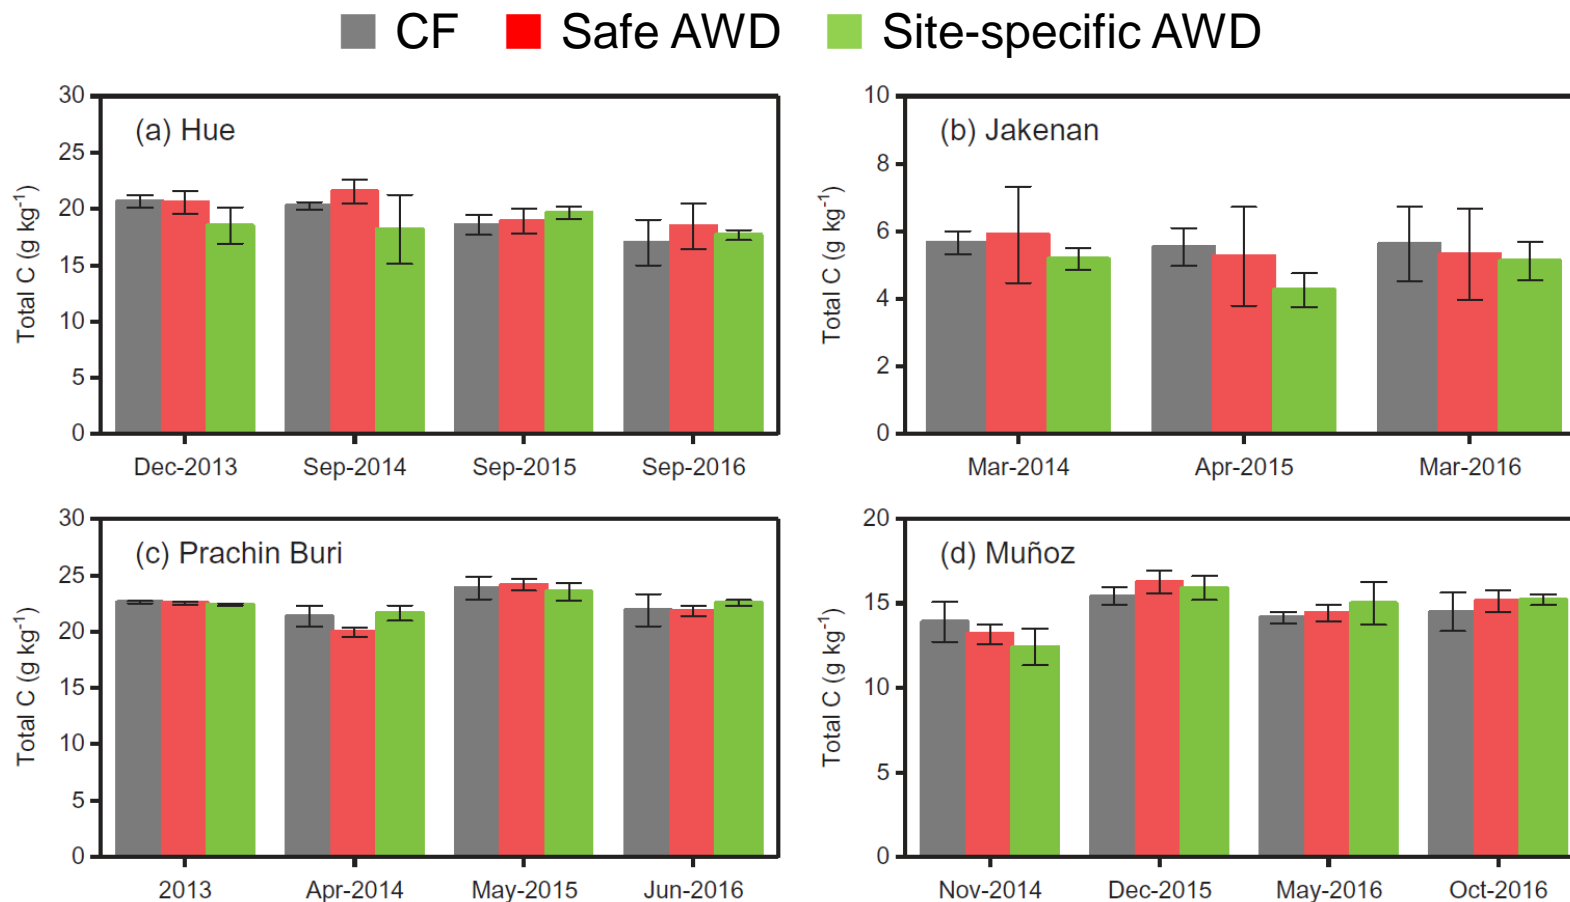 CF Safe AWD Site-specific AWD
(a) Hue
Total C (g kg⁻¹)
30
25
20
15
10
5
0
Dec-2013 Sep-2014 Sep-2015 Sep-2016
(b) Jakenan
Total C (g kg⁻¹)
10
8
6
4
2
0
Mar-2014 Apr-2015 Mar-2016
(c) Prachin Buri
Total C (g kg⁻¹)
30
25
20
15
10
5
0
2013 Apr-2014 May-2015 Jun-2016
(d) Muñoz
Total C (g kg⁻¹)
20
15
10
5
0
Nov-2014 Dec-2015 May-2016 Oct-2016